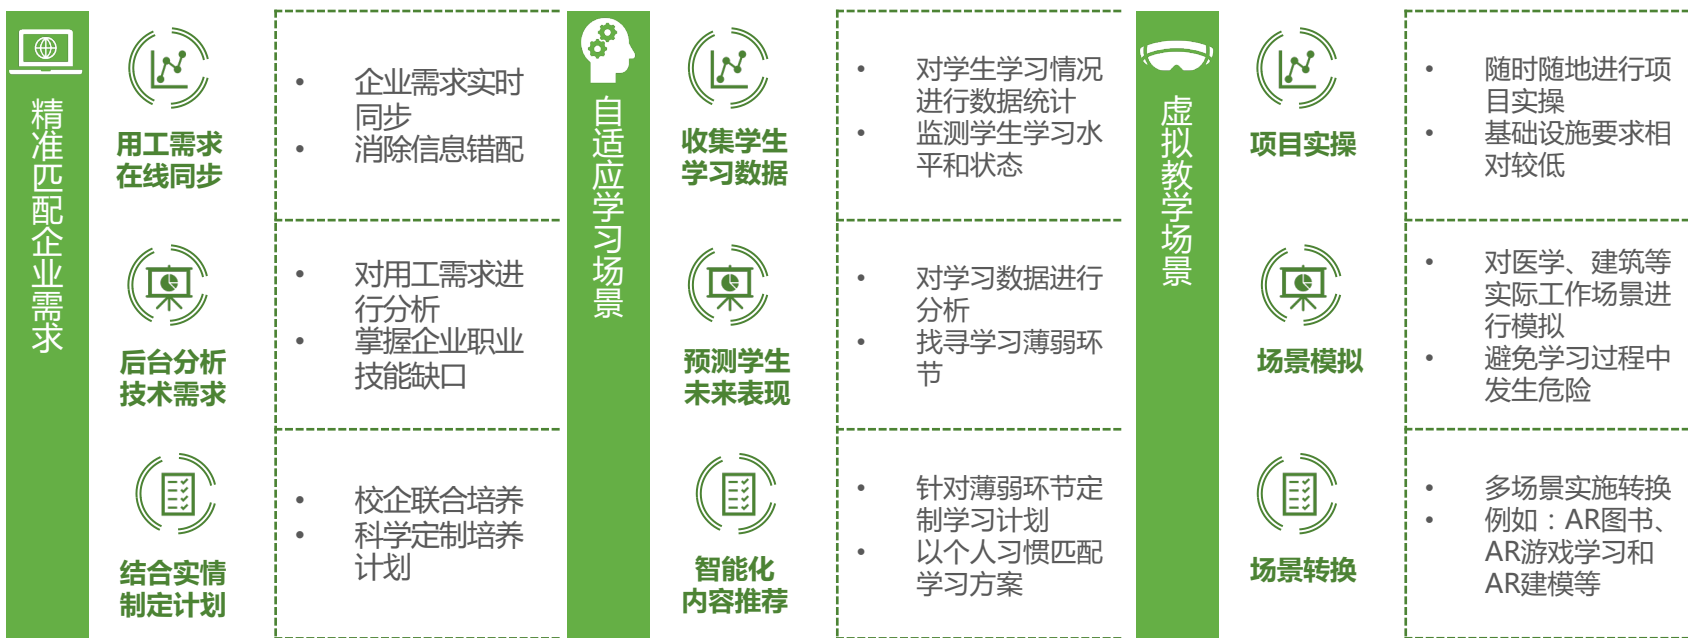 精准匹配企业需求
用工需求
在线同步
• 企业需求实时
同步
• 消除信息错配
后台分析
技术需求
• 对用工需求进
行分析
• 掌握企业职业
技能缺口
结合实情
制定计划
• 校企联合培养
• 科学定制培养
计划
自适应学习场景
收集学生
学习数据
• 对学生学习情况
进行数据统计
• 监测学生学习水
平和状态
预测学生
未来表现
• 对学习数据进行
分析
• 找寻学习薄弱环
节
智能化
内容推荐
• 针对薄弱环节定
制学习计划
• 以个人习惯匹配
学习方案
虚拟教学场景
项目实操
• 随时随地进行项
目实操
• 基础设施要求相
对较低
场景模拟
• 对医学、建筑等
实际工作场景进
行模拟
• 避免学习过程中
发生危险
场景转换
• 多场景实施转换
• 例如：AR图书、
AR游戏学习和
AR建模等